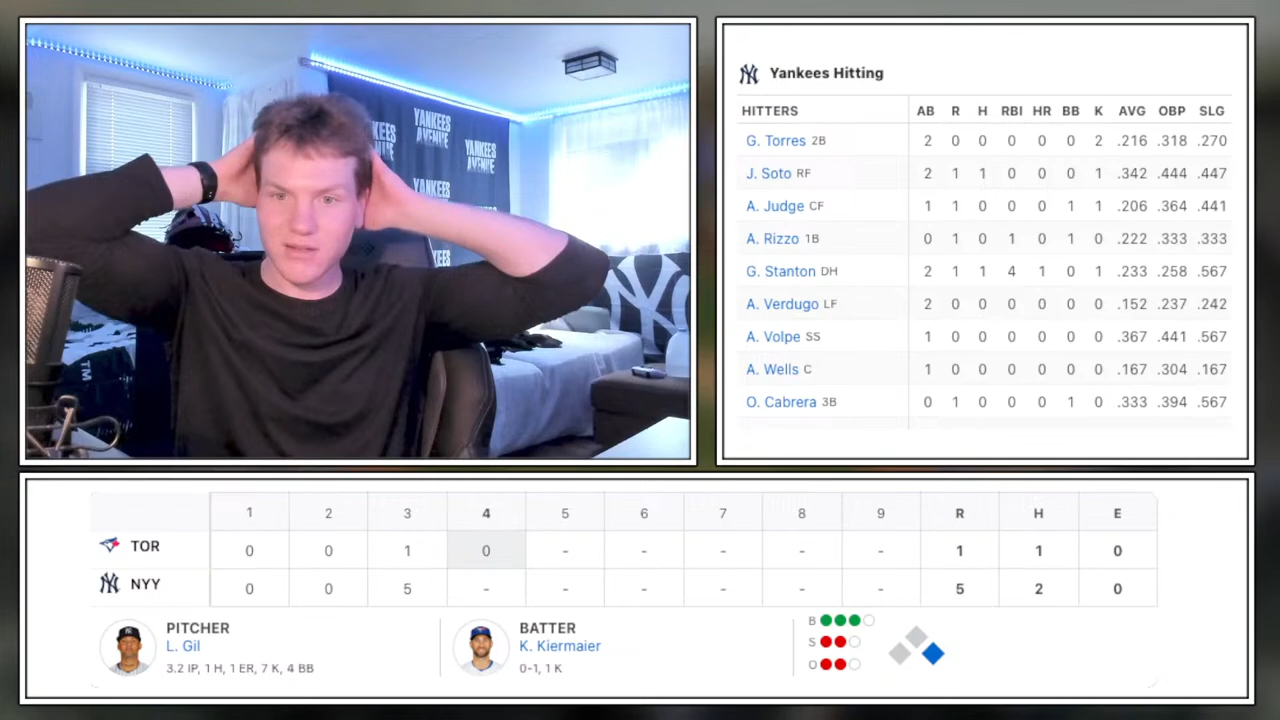 YANKEES
AVENUE
YANKEES
AVENUE
YANKEES
YANKEES
TM
Yankees Hitting
HITTERS AB R H RBI HR BB K AVG OBP SLG
G. Torres 2B 2 0 0 0 0 0 2 .216 .318 .270
J. Soto RF 2 1 1 0 0 0 1 .342 .444 .447
A. Judge CF 1 1 0 0 0 1 1 .206 .364 .441
A. Rizzo 1B 0 1 0 1 0 1 0 .222 .333 .333
G. Stanton DH 2 1 1 4 1 0 1 .233 .258 .567
A. Verdugo LF 2 0 0 0 0 0 0 .152 .237 .242
A. Volpe SS 1 0 0 0 0 0 0 .367 .441 .567
A. Wells C 1 0 0 0 0 0 0 .167 .304 .167
O. Cabrera 3B 0 1 0 0 0 1 0 .333 .394 .567
1 2 3 4 5 6 7 8 9 R H E
TOR 0 0 1 0 - - - - - 1 1 0
NYY 0 0 5 - - - - - - 5 2 0
PITCHER
L. Gil
3.2 IP, 1 H, 1 ER, 7 K, 4 BB
BATTER
K. Kiermaier
0-1, 1 K
B
S
O